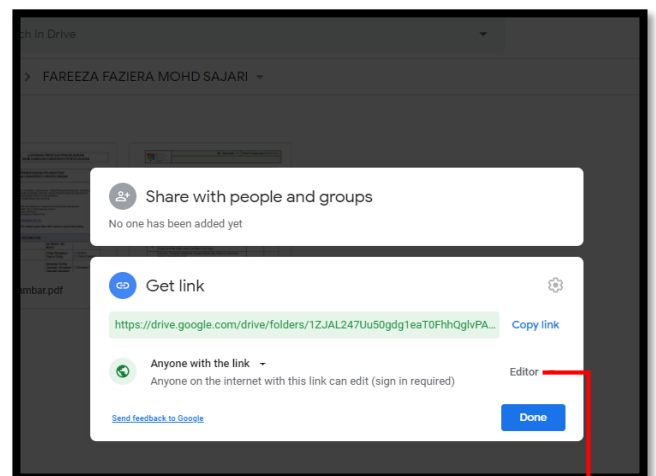 ch in Drive
> FAREEZA FAZIERA MOHD SAJARI
Share with people and groups
No one has been added yet
mbar.pdf
Get link
https://drive.google.com/drive/folders/1ZJAL247Uu50gdg1eaT0FhhQglvPA... Copy link
Anyone with the link
Anyone on the internet with this link can edit (sign in required)
Editor
Send feedback to Google
Done